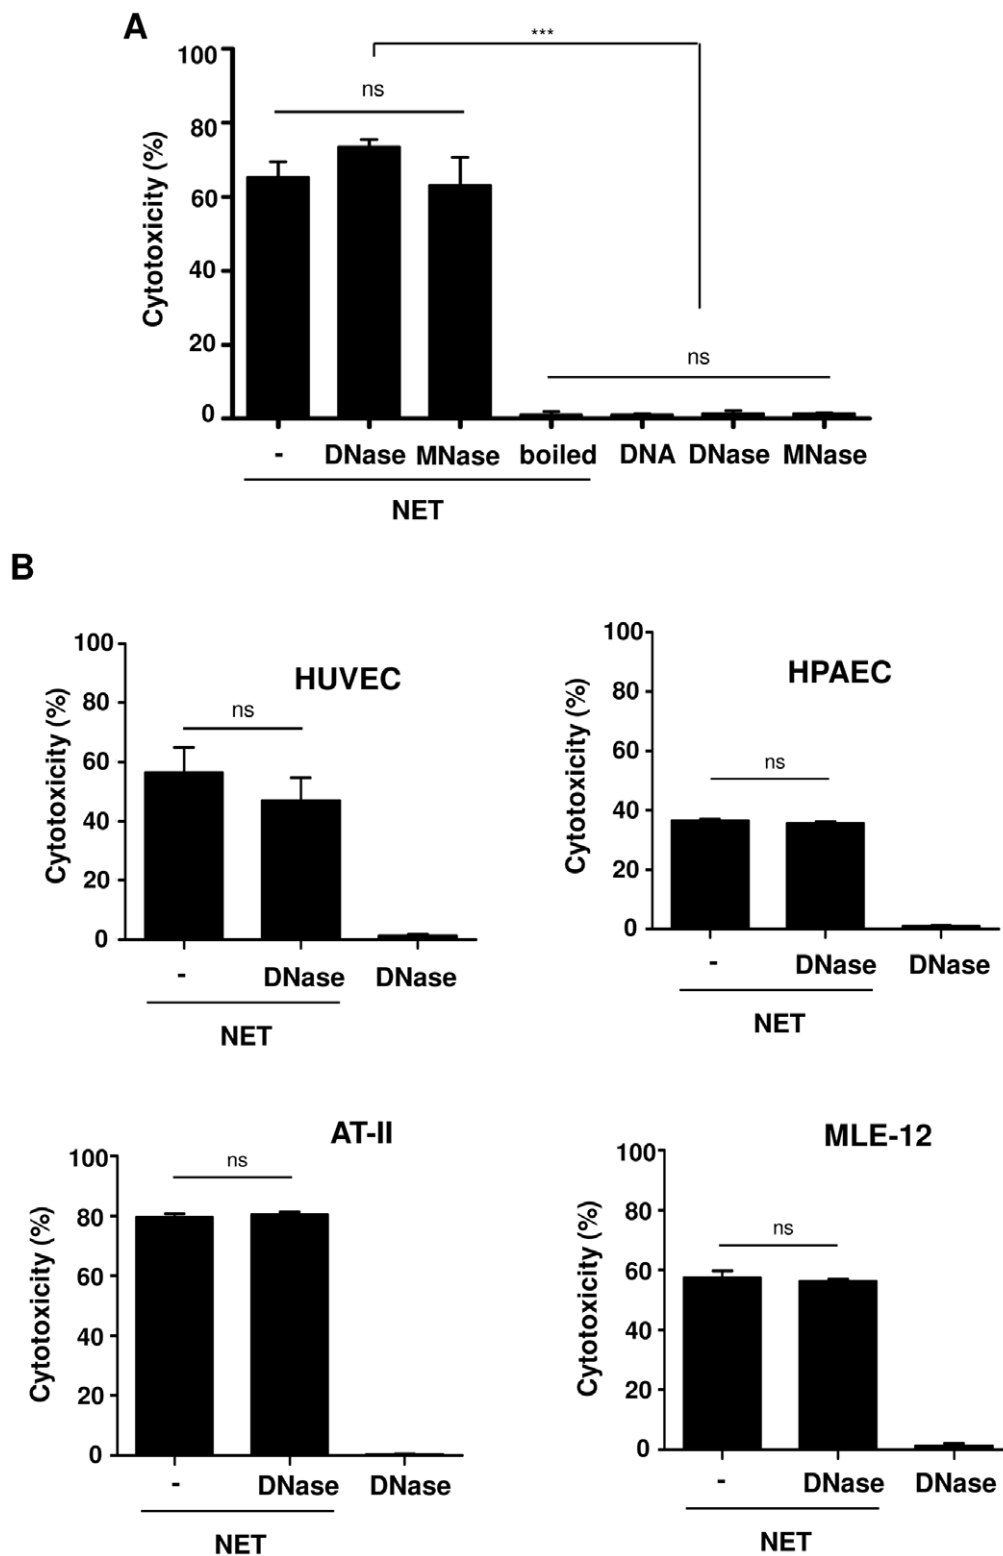 A
***
100
ns
80
60
40
20
0
Cytotoxicity (%)
ns
- DNase MNase boiled DNA DNase MNase
NET
B
100
80
60
40
20
0
Cytotoxicity (%)
HUVEC
ns
- DNase DNase
NET
100
80
60
40
20
0
Cytotoxicity (%)
HPAEC
ns
- DNase DNase
NET
AT-II
100
80
60
40
20
0
Cytotoxicity (%)
ns
- DNase DNase
NET
MLE-12
100
80
60
40
20
0
Cytotoxicity (%)
ns
- DNase DNase
NET